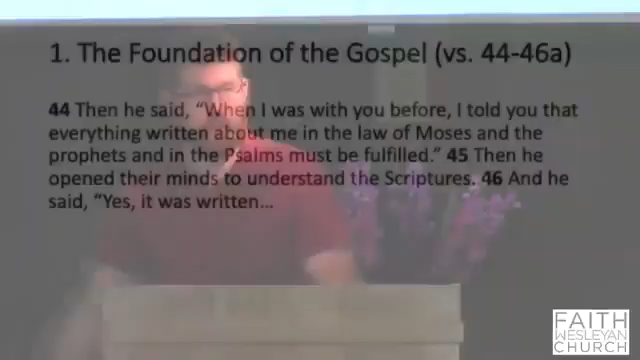 1. The Foundation of the Gospel (vs. 44-46a)
44 Then he said, “When I was with you before, I told you that
everything written about me in the law of Moses and the
prophets and in the Psalms must be fulfilled.” 45 Then he
opened their minds to understand the Scriptures. 46 And he
said, “Yes, it was written…
FAITH
WESLEYAN
CHURCH